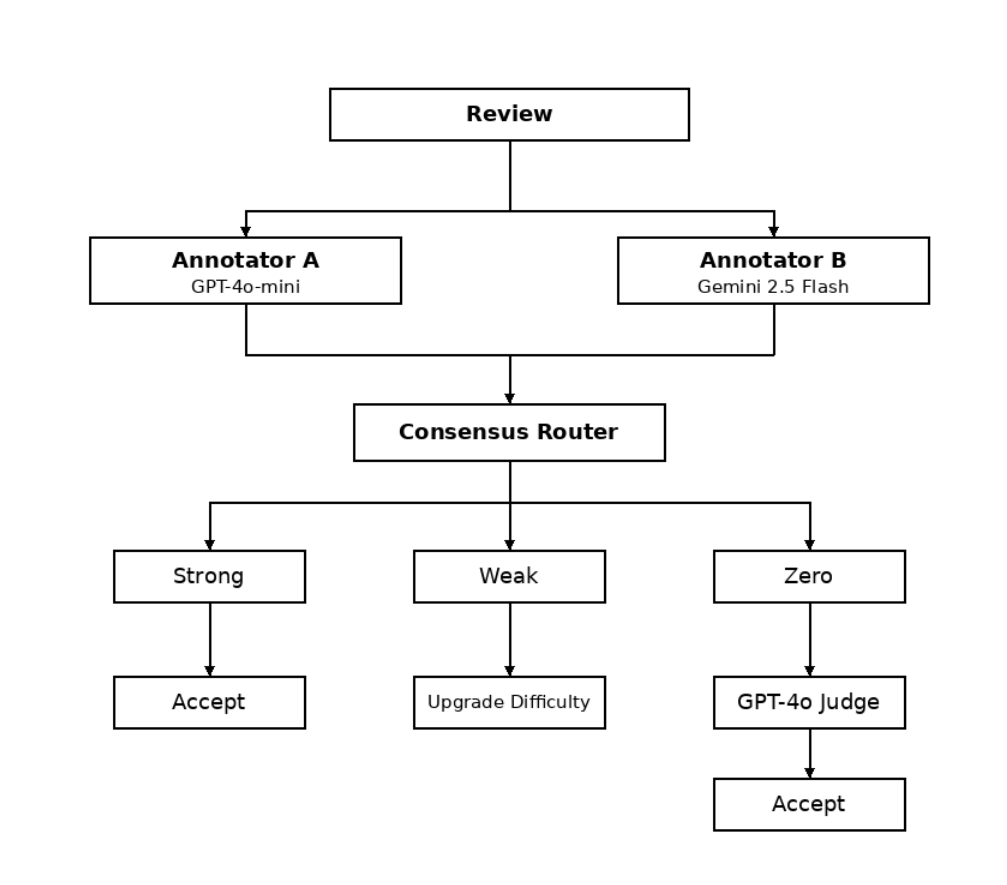 Review
Annotator A
GPT-4o-mini
Annotator B
Gemini 2.5 Flash
Consensus Router
Strong
Weak
Zero
Accept
Upgrade Difficulty
GPT-4o Judge
Accept